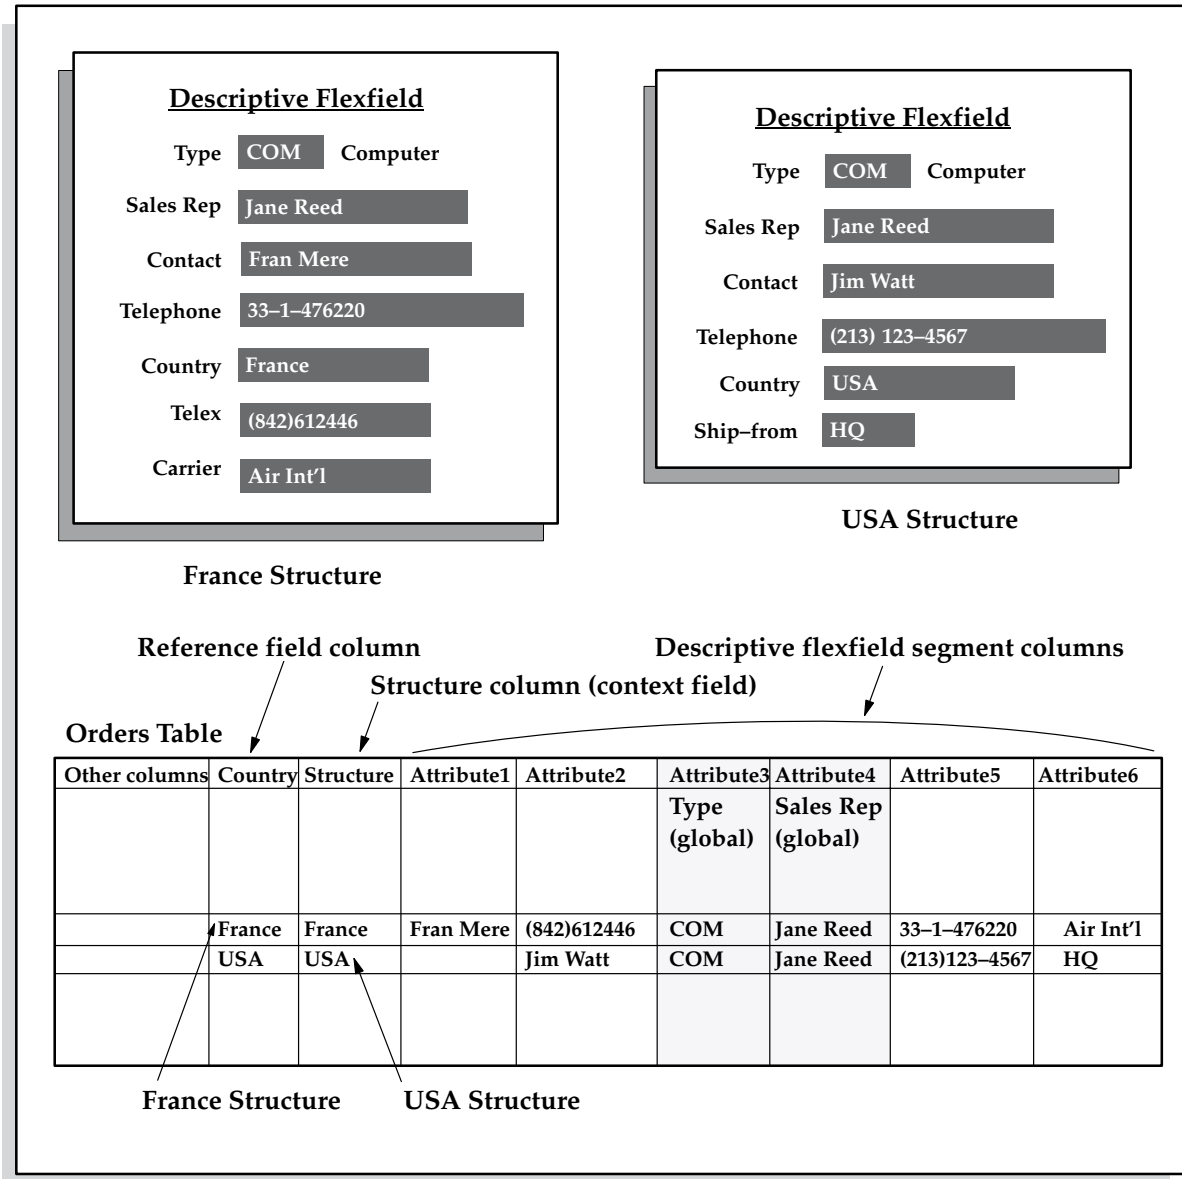 Descriptive Flexfield
Type COM Computer
Sales Rep Jane Reed
Contact Fran Mere
Telephone 33–1–476220
Country France
Telex (842)612446
Carrier Air Int'l
France Structure
Descriptive Flexfield
Type COM Computer
Sales Rep Jane Reed
Contact Jim Watt
Telephone (213) 123–4567
Country USA
Ship–from HQ
USA Structure
Reference field column
Descriptive flexfield segment columns
Structure column (context field)
Orders Table
Other columns Country Structure Attribute1 Attribute2 Attribute3 Attribute4 Attribute5 Attribute6
Type Sales Rep
(global) (global)
France France Fran Mere (842)612446 COM Jane Reed 33–1–476220 Air Int'l
USA USA Jim Watt COM Jane Reed (213)123–4567 HQ
France Structure USA Structure